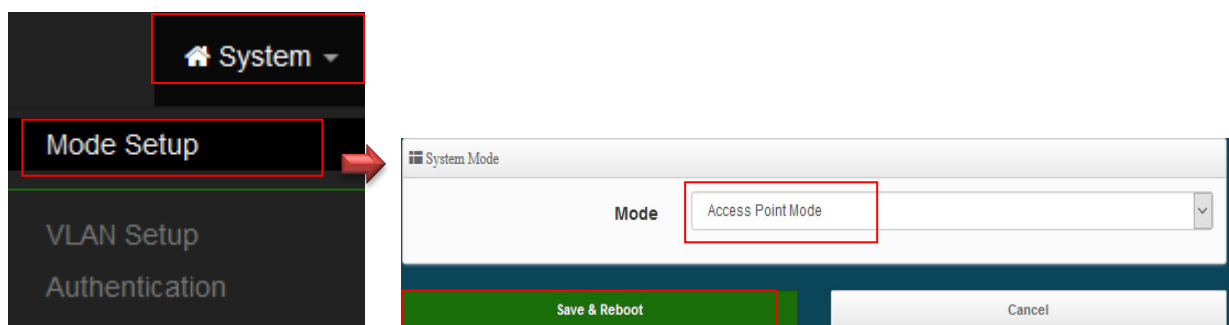 System
Mode Setup
VLAN Setup
Authentication
System Mode
Mode
Access Point Mode
Save & Reboot
Cancel